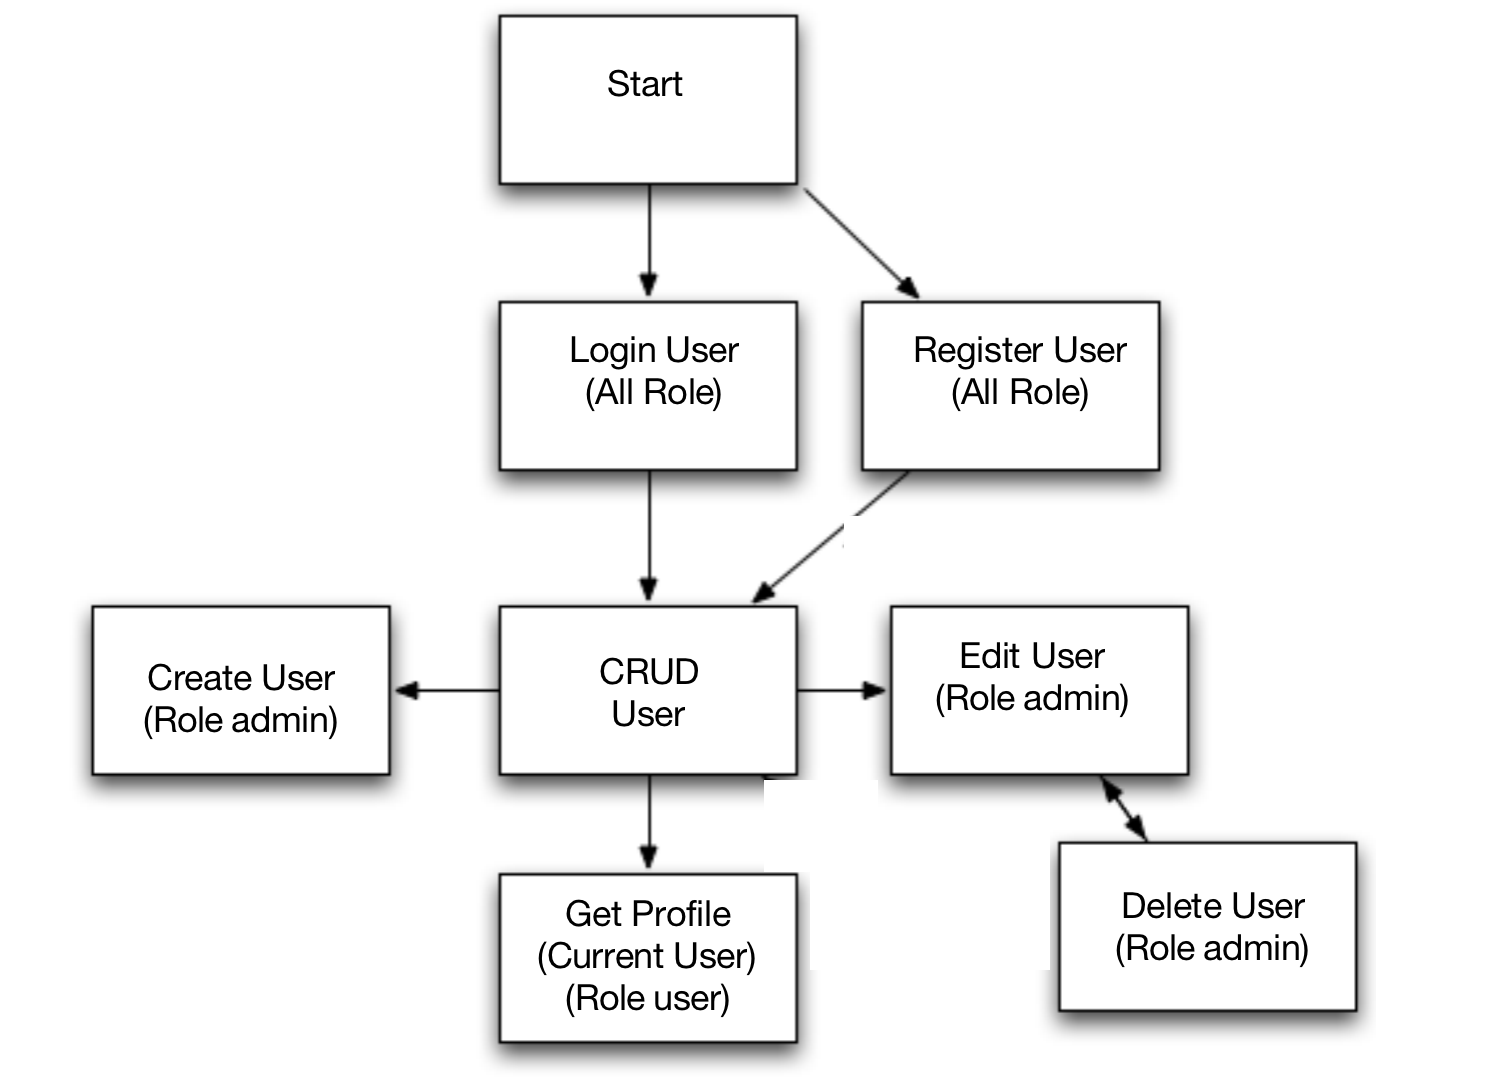 Start
Login User
(All Role)
Register User
(All Role)
Create User
(Role admin)
CRUD
User
Edit User
(Role admin)
Get Profile
(Current User)
(Role user)
Delete User
(Role admin)